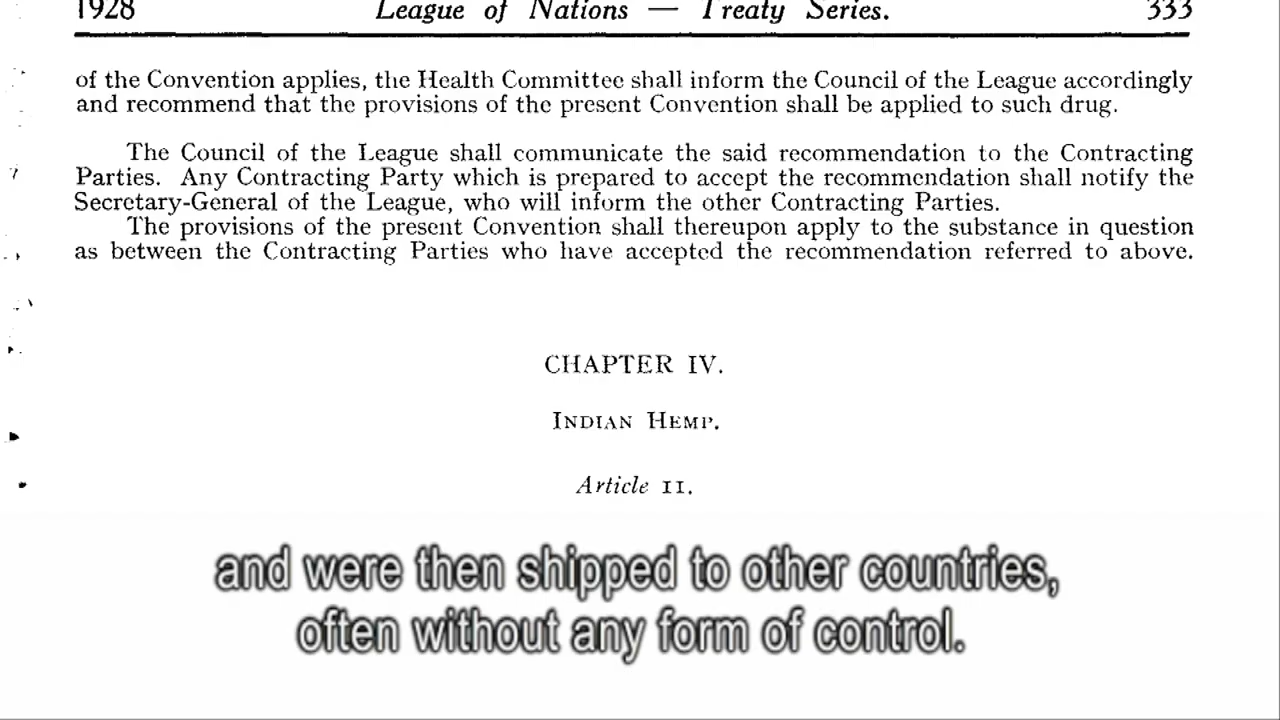 1928 League of Nations — Treaty Series. 333
of the Convention applies, the Health Committee shall inform the Council of the League accordingly
and recommend that the provisions of the present Convention shall be applied to such drug.
The Council of the League shall communicate the said recommendation to the Contracting
Parties. Any Contracting Party which is prepared to accept the recommendation shall notify the
Secretary-General of the League, who will inform the other Contracting Parties.
The provisions of the present Convention shall thereupon apply to the substance in question
as between the Contracting Parties who have accepted the recommendation referred to above.
CHAPTER IV.
INDIAN HEMP.
Article 11.
and were then shipped to other countries,
often without any form of control.